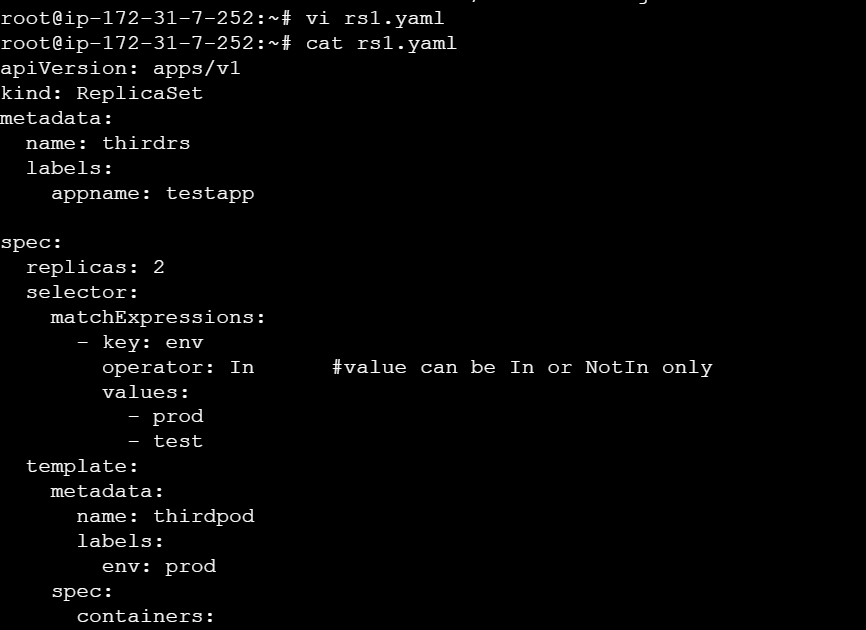 root@ip-172-31-7-252:~# vi rs1.yaml
root@ip-172-31-7-252:~# cat rs1.yaml
apiVersion: apps/v1
kind: ReplicaSet
metadata:
  name: thirdrs
  labels:
    appname: testapp

spec:
  replicas: 2
  selector:
    matchExpressions:
      - key: env
        operator: In      #value can be In or NotIn only
        values:
          - prod
          - test
  template:
    metadata:
      name: thirdpod
      labels:
        env: prod
    spec:
      containers: